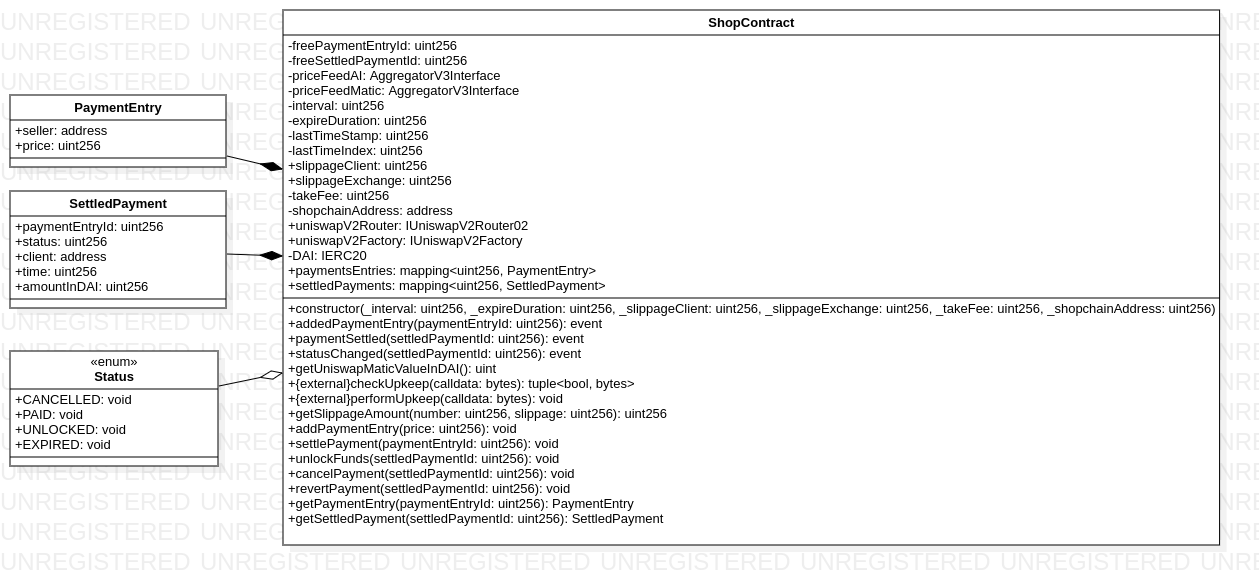 PaymentEntry
+seller: address
+price: uint256
SettledPayment
+paymentEntryId: uint256
+status: uint256
+client: address
+time: uint256
+amountInDAI: uint256
«enum»
Status
+CANCELLED: void
+PAID: void
+UNLOCKED: void
+EXPIRED: void
ShopContract
-freePaymentEntryId: uint256
-freeSettledPaymentId: uint256
-priceFeedAI: AggregatorV3Interface
-priceFeedMatic: AggregatorV3Interface
-interval: uint256
-expireDuration: uint256
-lastTimeStamp: uint256
-lastTimeIndex: uint256
+slippageClient: uint256
+slippageExchange: uint256
-takeFee: uint256
-shopchainAddress: address
+uniswapV2Router: IUniswapV2Router02
+uniswapV2Factory: IUniswapV2Factory
-DAI: IERC20
+paymentsEntries: mapping<uint256, PaymentEntry>
+settledPayments: mapping<uint256, SettledPayment>
+constructor(_interval: uint256, _expireDuration: uint256, _slippageClient: uint256, _slippageExchange: uint256, _takeFee: uint256, _shopchainAddress: uint256)
+addedPaymentEntry(paymentEntryId: uint256): event
+paymentSettled(settledPaymentId: uint256): event
+statusChanged(settledPaymentId: uint256): event
+getUniswapMaticValueInDAI(): uint
+{external}checkUpkeep(calldata: bytes): tuple<bool, bytes>
+{external}performUpkeep(calldata: bytes): void
+getSlippageAmount(number: uint256, slippage: uint256): uint256
+addPaymentEntry(price: uint256): void
+settlePayment(paymentEntryId: uint256): void
+unlockFunds(settledPaymentId: uint256): void
+cancelPayment(settledPaymentId: uint256): void
+revertPayment(settledPaymentId: uint256): void
+getPaymentEntry(paymentEntryId: uint256): PaymentEntry
+getSettledPayment(settledPaymentId: uint256): SettledPayment
UNREGISTERED UNREGISTERED UNREGISTERED UNREGISTERED UNREGISTERED UNREGISTERED